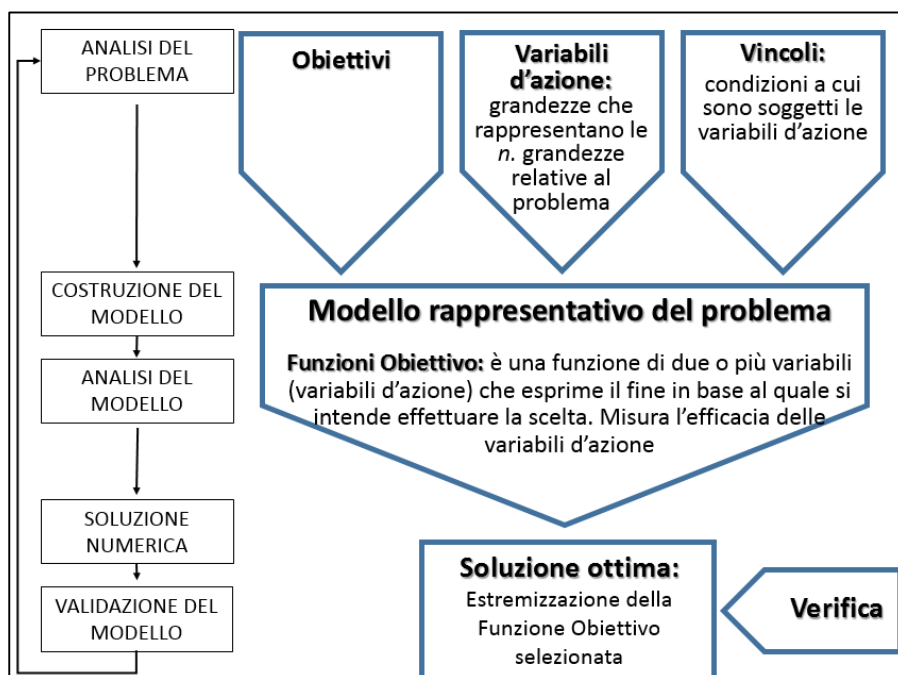 ANALISI DEL
PROBLEMA
COSTRUZIONE DEL
MODELLO
ANALISI DEL
MODELLO
SOLUZIONE
NUMERICA
VALIDAZIONE DEL
MODELLO
Obiettivi
Variabili
d'azione:
grandezze che
rappresentano le
n. grandezze
relative al
problema
Vincoli:
condizioni a cui
sono soggetti le
variabili d'azione
Modello rappresentativo del problema
Funzioni Obiettivo: è una funzione di due o più variabili
(variabili d'azione) che esprime il fine in base al quale si
intende effettuare la scelta. Misura l'efficacia delle
variabili d'azione
Soluzione ottima:
Estremizzazione della
Funzione Obiettivo
selezionata
Verifica